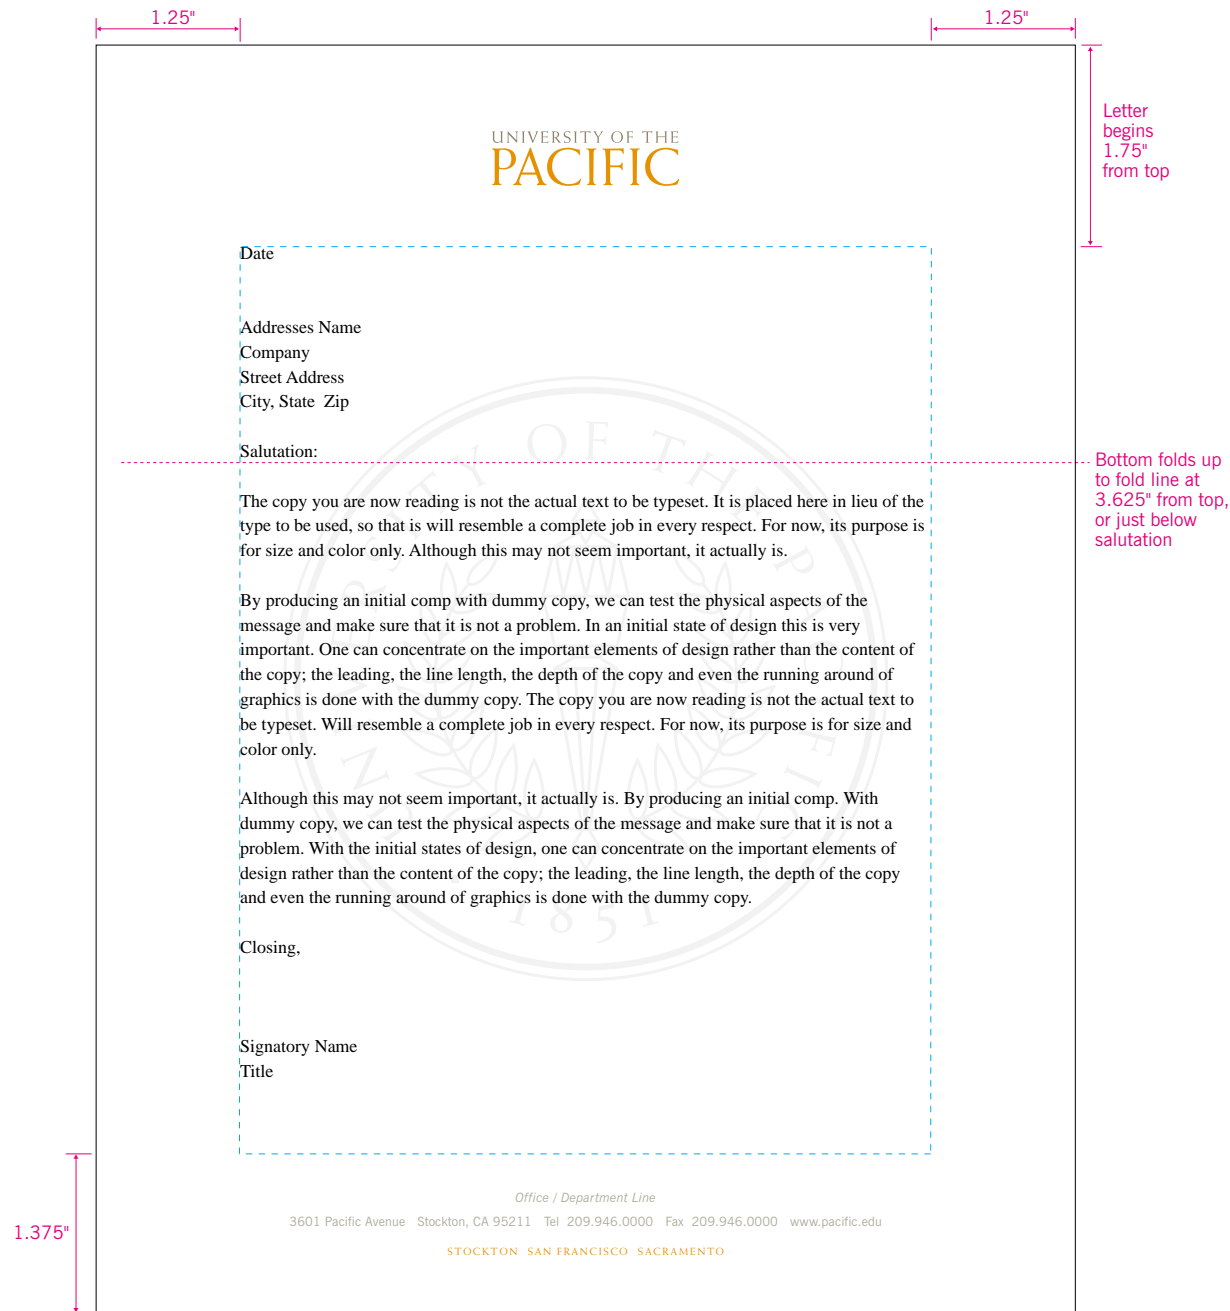 1.25" 1.25"
Letter
begins
1.75"
from top
UNIVERSITY OF THE
PACIFIC
Date
Addresses Name
Company
Street Address
City, State  Zip
Salutation:
Bottom folds up
to fold line at
3.625" from top,
or just below
salutation
The copy you are now reading is not the actual text to be typeset. It is placed here in lieu of the
type to be used, so that is will resemble a complete job in every respect. For now, its purpose is
for size and color only. Although this may not seem important, it actually is.
By producing an initial comp with dummy copy, we can test the physical aspects of the
message and make sure that it is not a problem. In an initial state of design this is very
important. One can concentrate on the important elements of design rather than the content of
the copy; the leading, the line length, the depth of the copy and even the running around of
graphics is done with the dummy copy. The copy you are now reading is not the actual text to
be typeset. Will resemble a complete job in every respect. For now, its purpose is for size and
color only.
Although this may not seem important, it actually is. By producing an initial comp. With
dummy copy, we can test the physical aspects of the message and make sure that it is not a
problem. With the initial states of design, one can concentrate on the important elements of
design rather than the content of the copy; the leading, the line length, the depth of the copy
and even the running around of graphics is done with the dummy copy.
UNIVERSITY OF THE PACIFIC
1851
Closing,
Signatory Name
Title
1.375"
Office / Department Line
3601 Pacific Avenue  Stockton, CA 95211  Tel  209.946.0000  Fax  209.946.0000  www.pacific.edu
STOCKTON  SAN FRANCISCO  SACRAMENTO